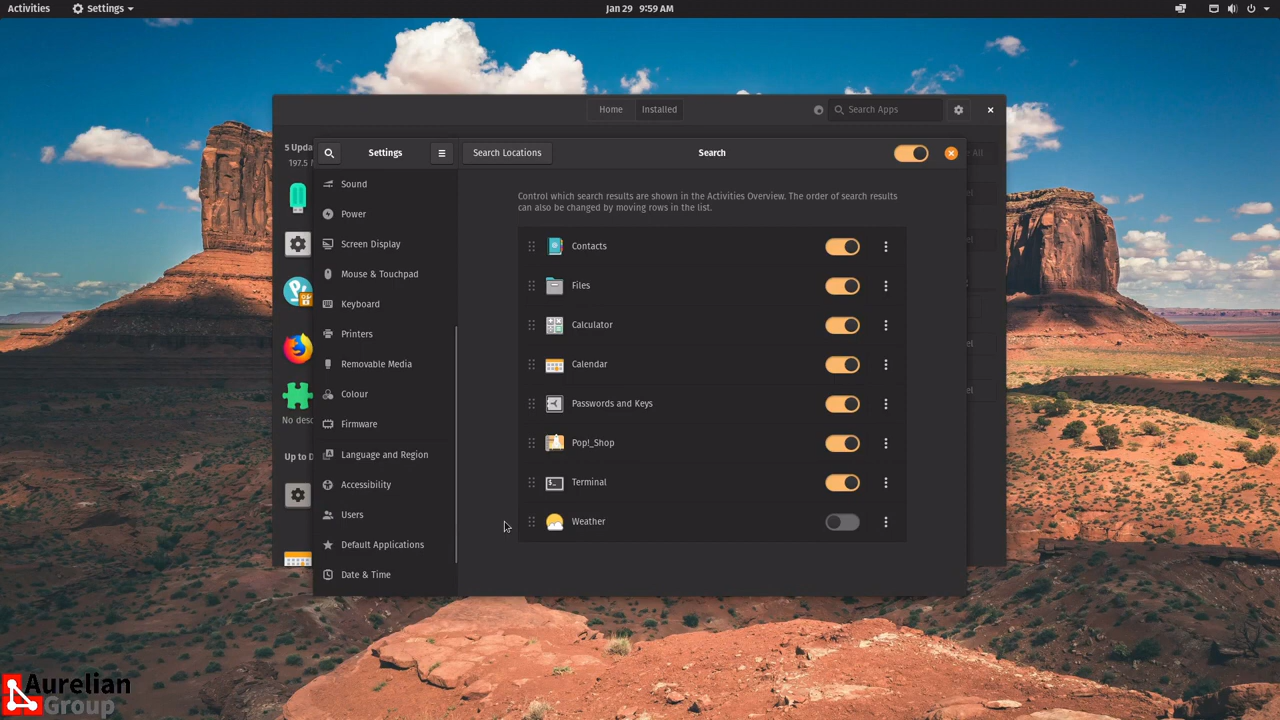 Activities
Settings
Jan 29 9:59 AM
Home
Installed
Search Apps
5 Upda
197.5
All
Settings
Search Locations
Search
Sound
Power
Screen Display
Mouse & Touchpad
Keyboard
Printers
Removable Media
Colour
Firmware
Language and Region
Accessibility
Users
Default Applications
Date & Time
No desc
Up to D
Control which search results are shown in the Activities Overview. The order of search results
can also be changed by moving rows in the list.
Contacts
Files
Calculator
Calendar
Passwords and Keys
Pop!_Shop
Terminal
Weather
Aurelian
Group